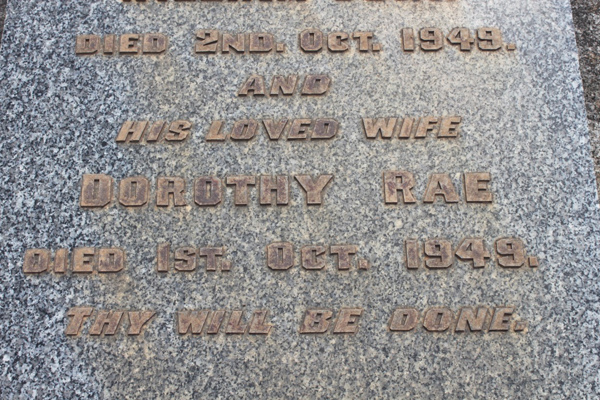 DIED 2ND. OCT. 1949.
AND
HIS LOVED WIFE
DOROTHY RAE
DIED 1ST. OCT. 1949.
THY WILL BE DONE.